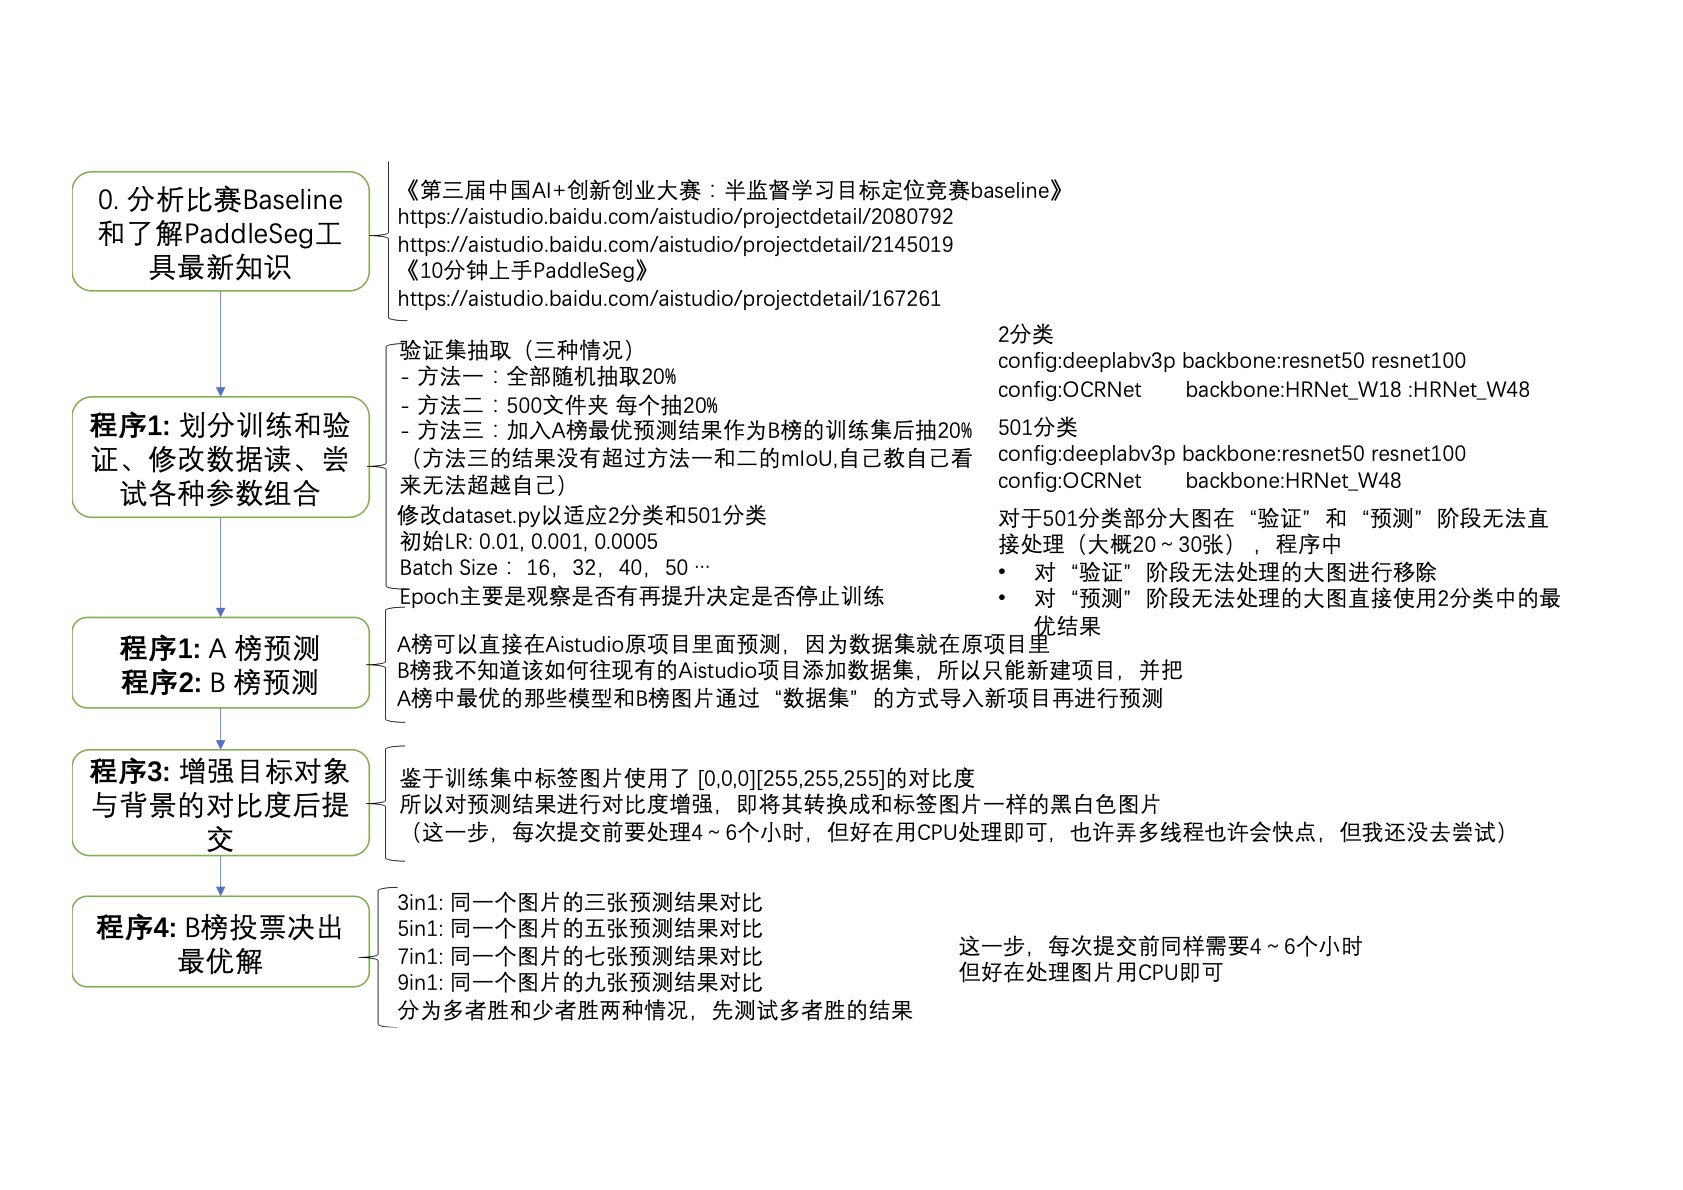 0. 分析比赛Baseline
和了解PaddleSeg工
具最新知识
《第三届中国AI+创新创业大赛：半监督学习目标定位竞赛baseline》
https://aistudio.baidu.com/aistudio/projectdetail/2080792
https://aistudio.baidu.com/aistudio/projectdetail/2145019
《10分钟上手PaddleSeg》
https://aistudio.baidu.com/aistudio/projectdetail/167261
程序1: 划分训练和验
证、修改数据读、尝
试各种参数组合
验证集抽取（三种情况）
- 方法一：全部随机抽取20%
- 方法二：500文件夹 每个抽20%
- 方法三：加入A榜最优预测结果作为B榜的训练集后抽20%
（方法三的结果没有超过方法一和二的mIoU,自己教自己看
来无法超越自己）
修改dataset.py以适应2分类和501分类
初始LR: 0.01, 0.001, 0.0005
Batch Size： 16，32，40，50 …
Epoch主要是观察是否有再提升决定是否停止训练
2分类
config:deeplabv3p backbone:resnet50 resnet100
config:OCRNet backbone:HRNet_W18 :HRNet_W48
501分类
config:deeplabv3p backbone:resnet50 resnet100
config:OCRNet backbone:HRNet_W48
对于501分类部分大图在“验证”和“预测”阶段无法直
接处理（大概20~30张），程序中
• 对“验证”阶段无法处理的大图进行移除
• 对“预测”阶段无法处理的大图直接使用2分类中的最
优结果
程序1: A 榜预测
程序2: B 榜预测
A榜可以直接在Aistudio原项目里面预测，因为数据集就在原项目里
B榜我不知道该如何往现有的Aistudio项目添加数据集，所以只能新建项目，并把
A榜中最优的那些模型和B榜图片通过“数据集”的方式导入新项目再进行预测
程序3: 增强目标对象
与背景的对比度后提
交
鉴于训练集中标签图片使用了 [0,0,0][255,255,255]的对比度
所以对预测结果进行对比度增强，即将其转换成和标签图片一样的黑白色图片
（这一步，每次提交前要处理4~6个小时，但好在用CPU处理即可，也许弄多线程也许会快点，但我还没去尝试）
程序4: B榜投票决出
最优解
3in1: 同一个图片的三张预测结果对比
5in1: 同一个图片的五张预测结果对比
7in1: 同一个图片的七张预测结果对比
9in1: 同一个图片的九张预测结果对比
分为多者胜和少者胜两种情况，先测试多者胜的结果
这一步，每次提交前同样需要4~6个小时
但好在处理图片用CPU即可